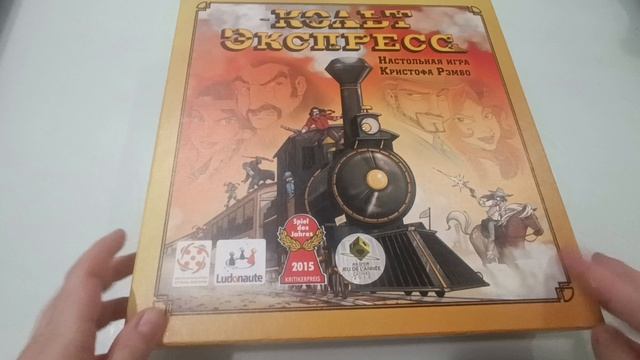 КОЛЬТ
ЭКСПРЕСС
НАСТОЛЬНАЯ ИГРА
КРИСТОФА РЭМБО
Ludonaute
Spiel
des
Jahres
2015
KRITIKERPREIS
AS D'OR
JEU DE L'ANNÉE